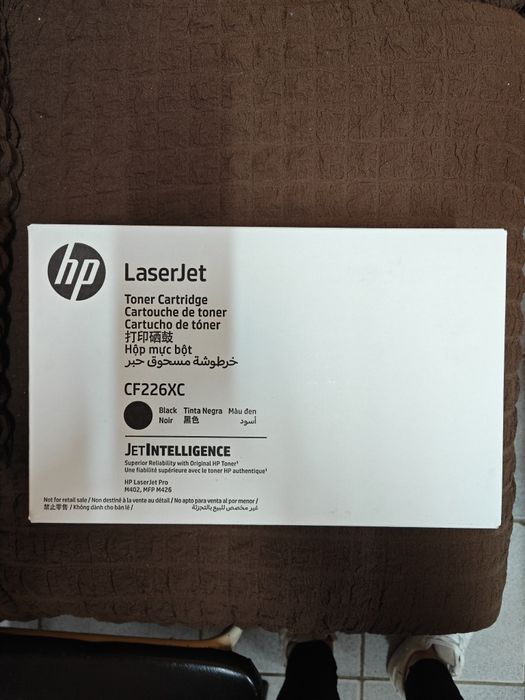 hp
LaserJet
Toner Cartridge
Cartouche de toner
Cartucho de tóner
打印硒鼓
Hộp mực bột
خرطوشة مسحوق حبر
CF226XC
Black Tinta Negra Màu đen
Noir 黑色 أسود
JETINTELLIGENCE
Superior Reliability with Original HP Toner¹
Une fiabilité supérieure avec le toner HP authentique¹
HP LaserJet Pro
M402, MFP M426
Not for retail sale / Non destiné à la vente au détail / No apto para venta al por menor /
禁止零售 / Không dành cho bán lẻ / غير مخصص للبيع بالتجزئة